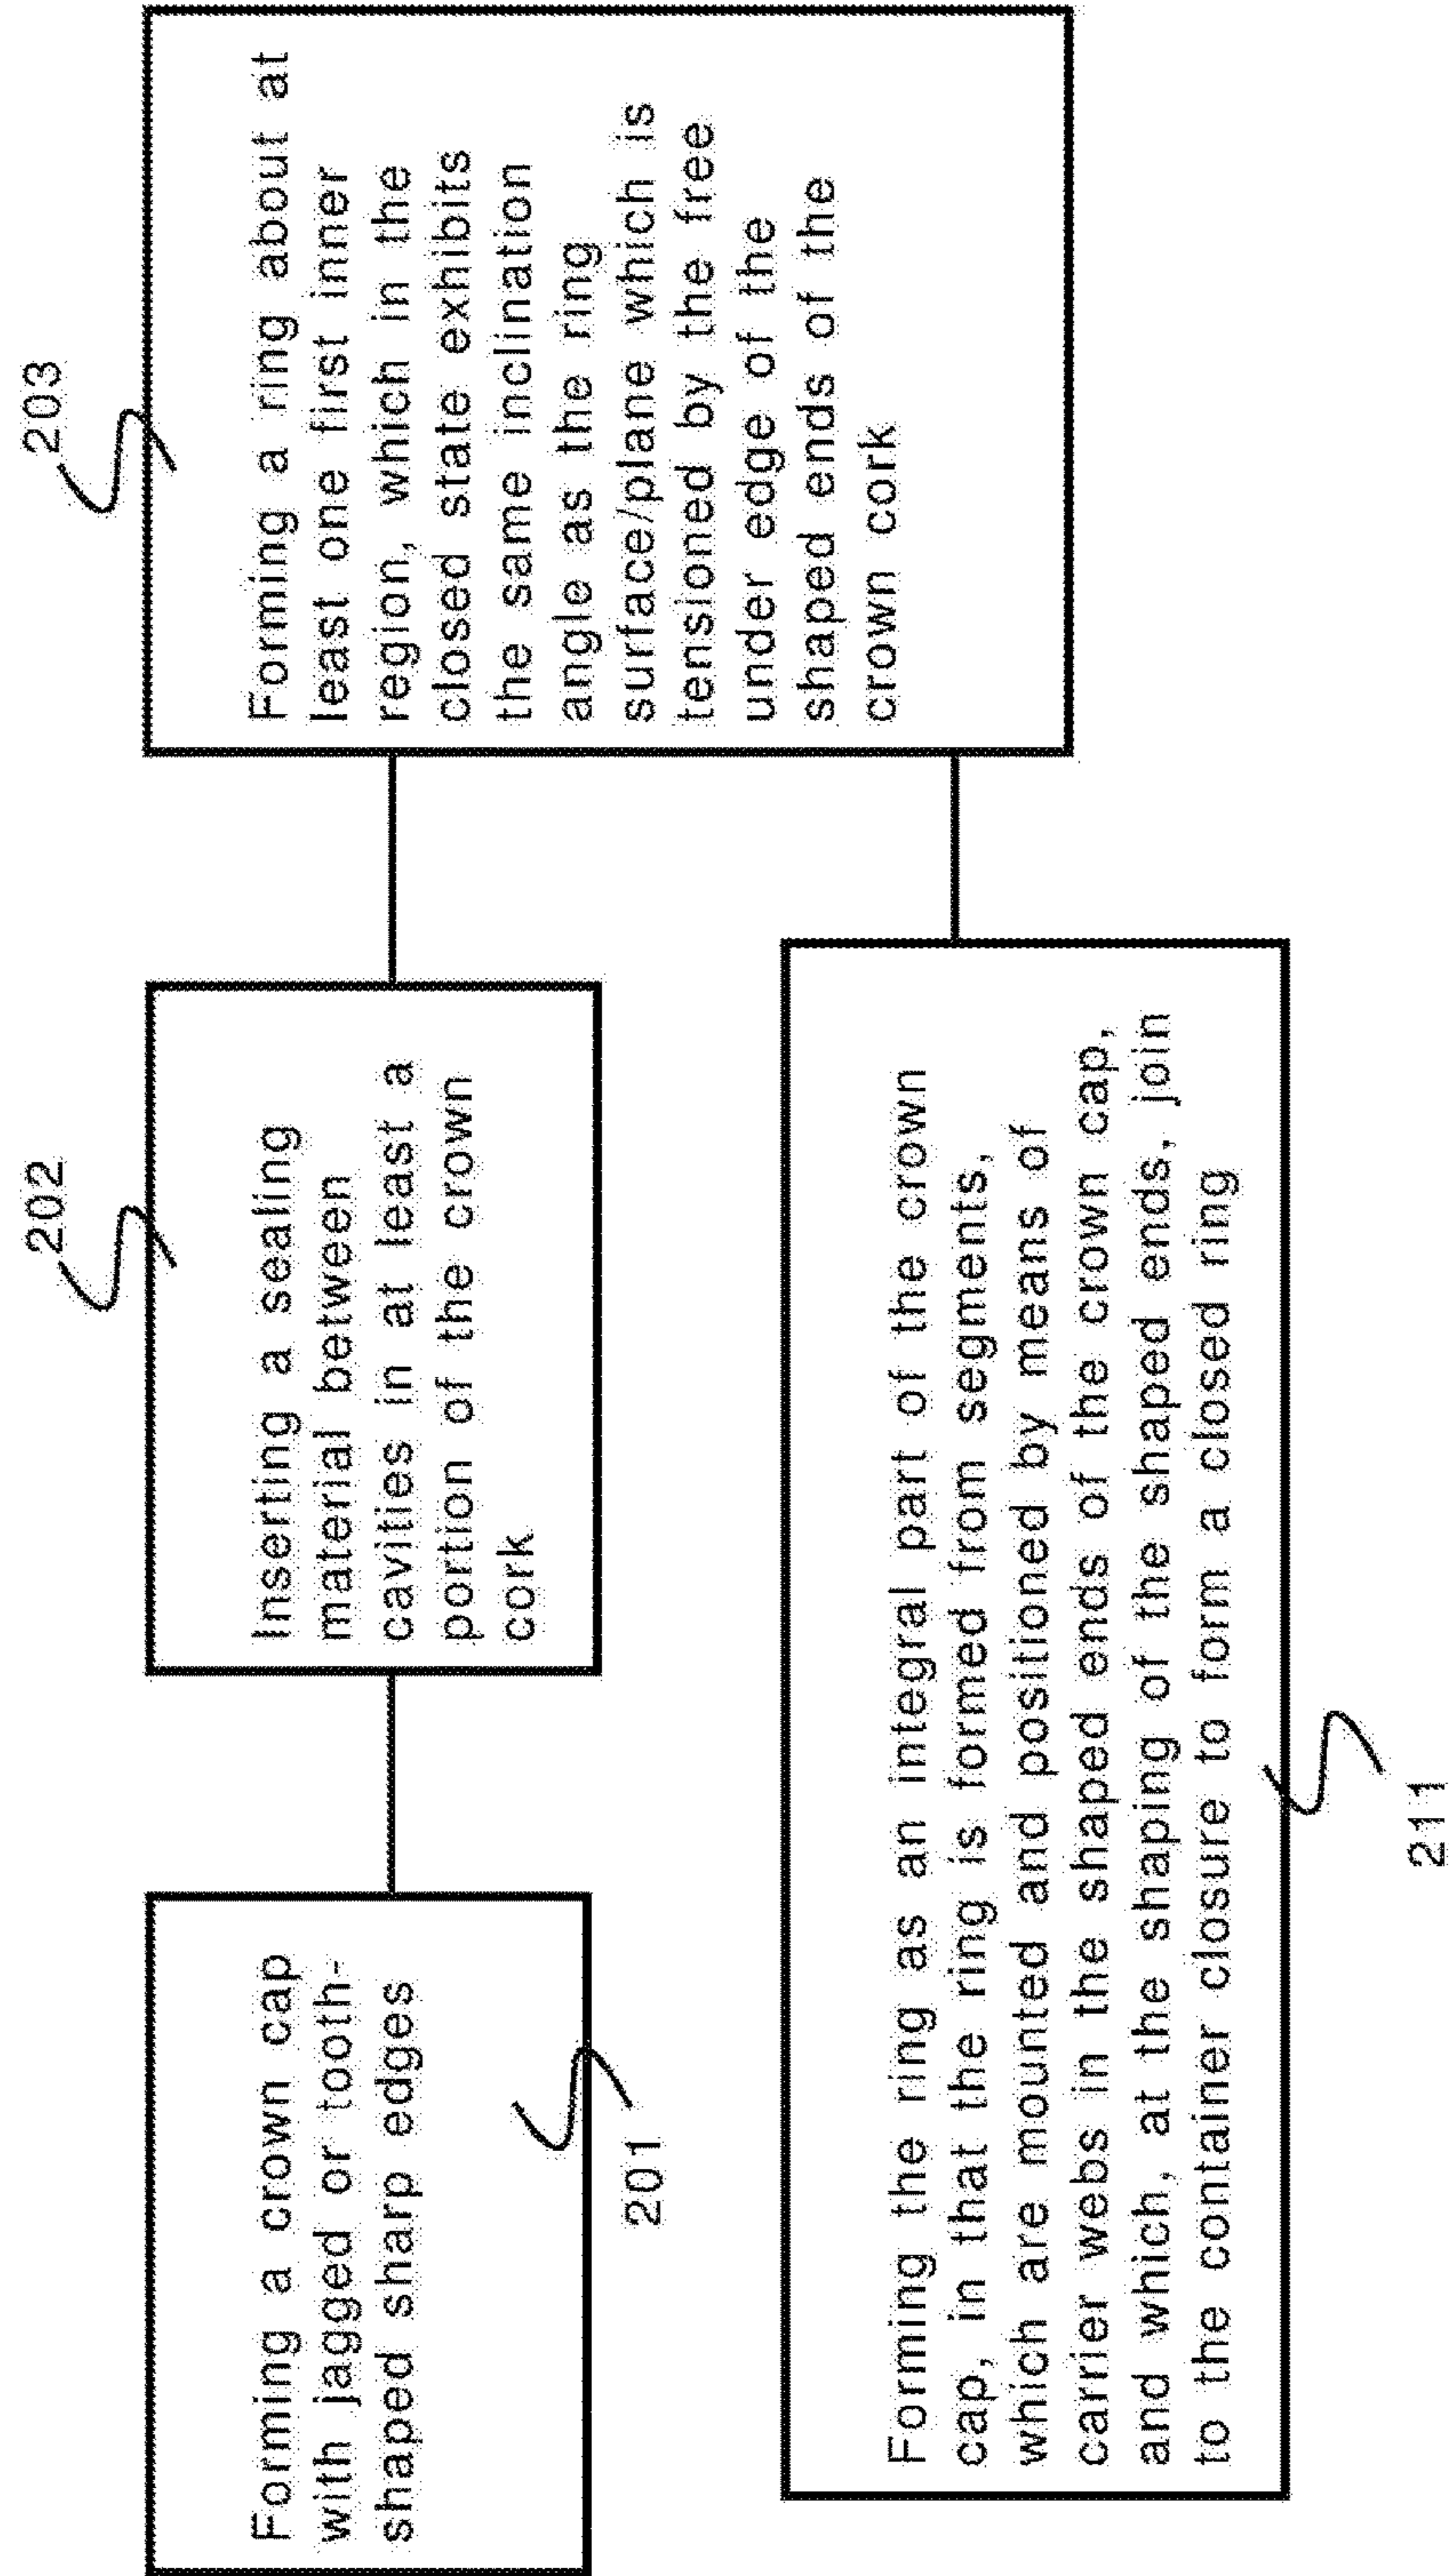 Forming a crown cap
with jagged or tooth-
shaped sharp edges
201
202
Inserting a sealing
material between
cavities in at least a
portion of the crown
cork
203
Forming a ring about at
least one first inner
region, which in the
closed state exhibits
the same inclination
angle as the ring
surface/plane which is
tensioned by the free
under edge of the
shaped ends of the
crown cork
Forming the ring as an integral part of the crown
cap, in that the ring is formed from segments,
which are mounted and positioned by means of
carrier webs in the shaped ends of the crown cap,
and which, at the shaping of the shaped ends, join
to the container closure to form a closed ring
211